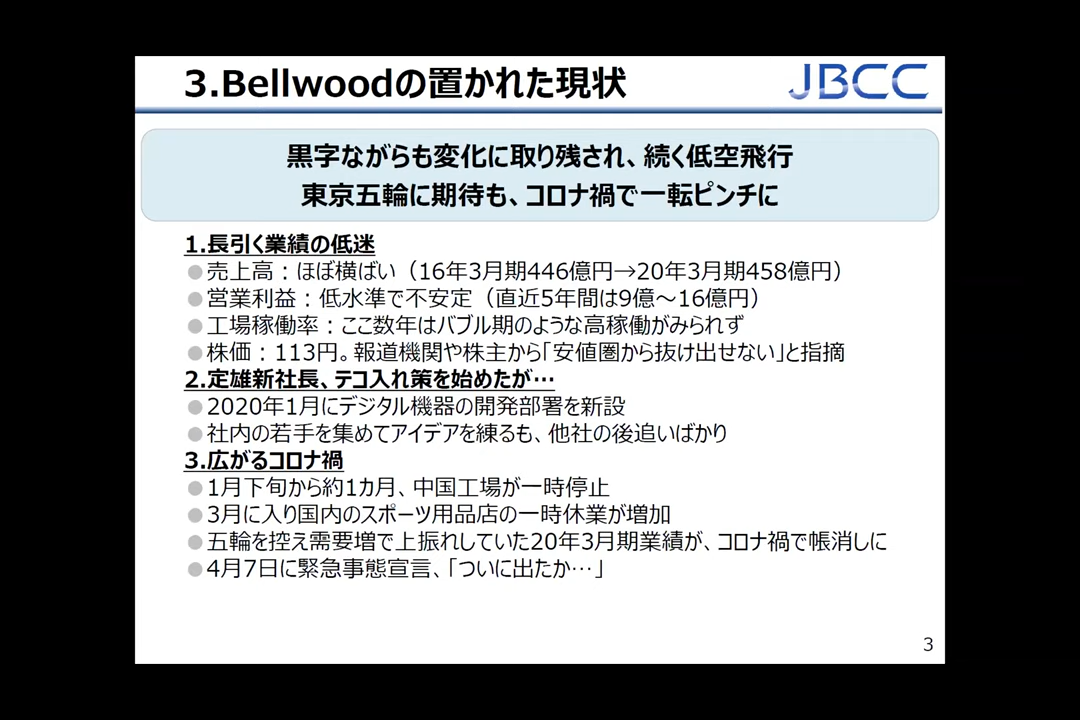 3.Bellwoodの置かれた現状
JBCC
黒字ながらも変化に取り残され、続く低空飛行
東京五輪に期待も、コロナ禍で一転ピンチに
1.長引く業績の低迷
●売上高：ほぼ横ばい（16年3月期446億円→20年3月期458億円）
●営業利益：低水準で不安定（直近5年間は9億～16億円）
●工場稼働率：ここ数年はバブル期のような高稼働がみられず
●株価：113円。報道機関や株主から「安値圏から抜け出せない」と指摘
2.定雄新社長、テコ入れ策を始めたが…
●2020年1月にデジタル機器の開発部署を新設
●社内の若手を集めてアイデアを練るも、他社の後追いばかり
3.広がるコロナ禍
●1月下旬から約1カ月、中国工場が一時停止
●3月に入り国内のスポーツ用品店の一時休業が増加
●五輪を控え需要増で上振れしていた20年3月期業績が、コロナ禍で帳消しに
●4月7日に緊急事態宣言、「ついに出たか…」
3